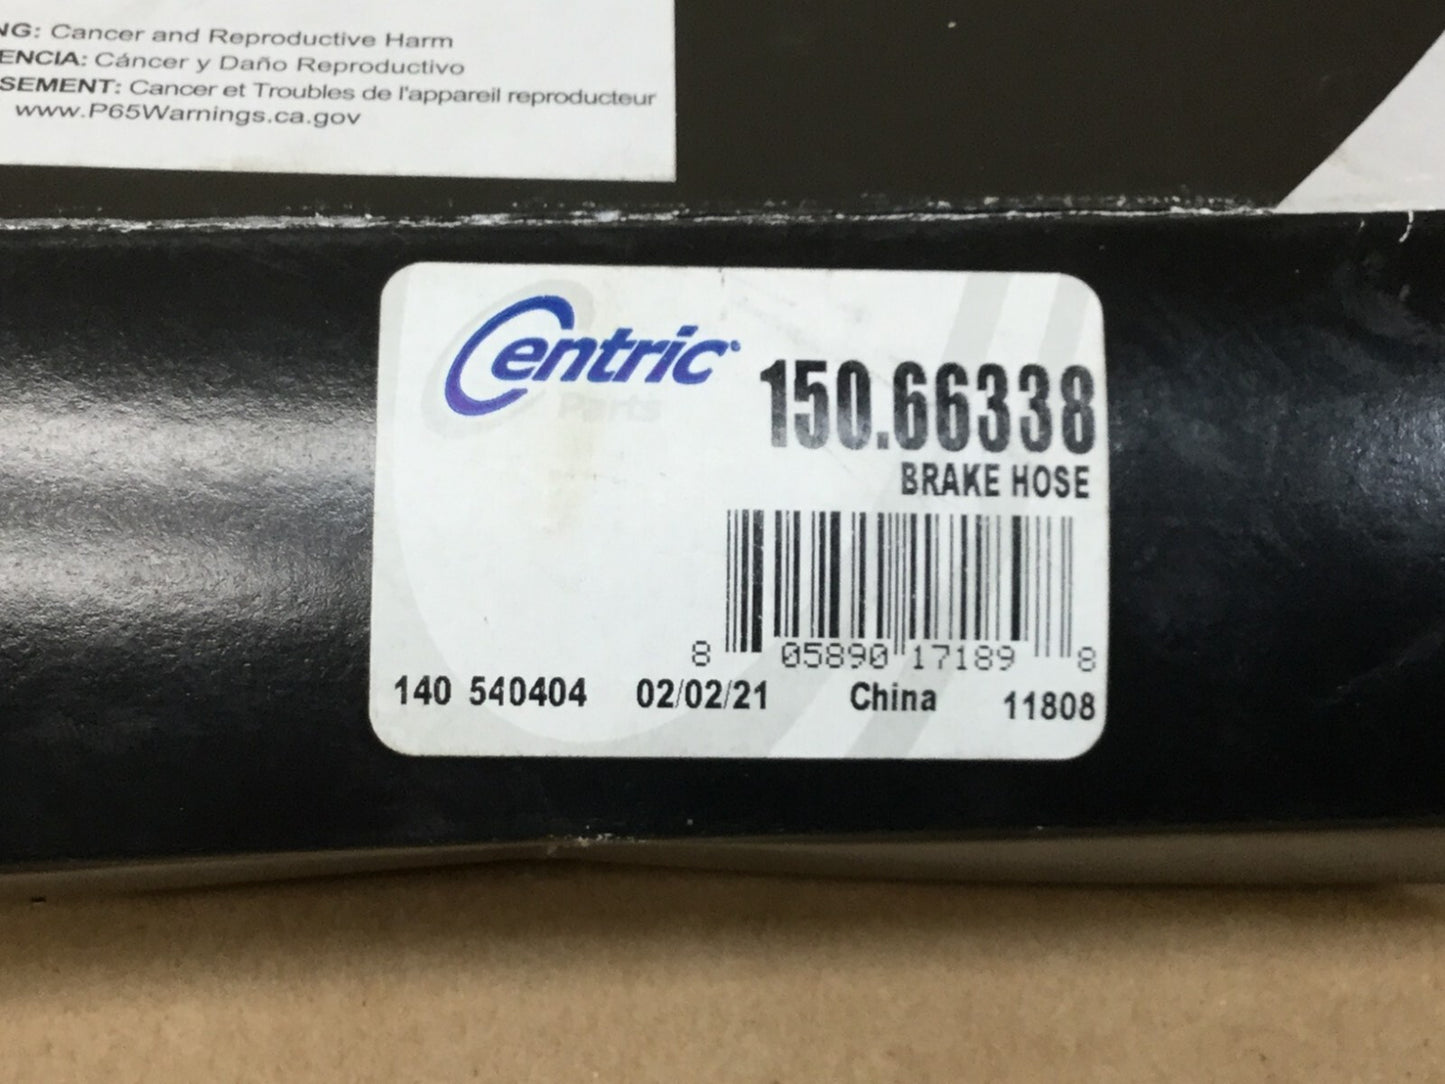 NG: Cancer and Reproductive Harm
ENCIA: Cáncer y Daño Reproductivo
SEMENT: Cancer et Troubles de l'appareil reproducteur
www.P65Warnings.ca.gov
Centric
Parts
150.66338
BRAKE HOSE
8 05890 17189 8
140 540404 02/02/21 China 11808